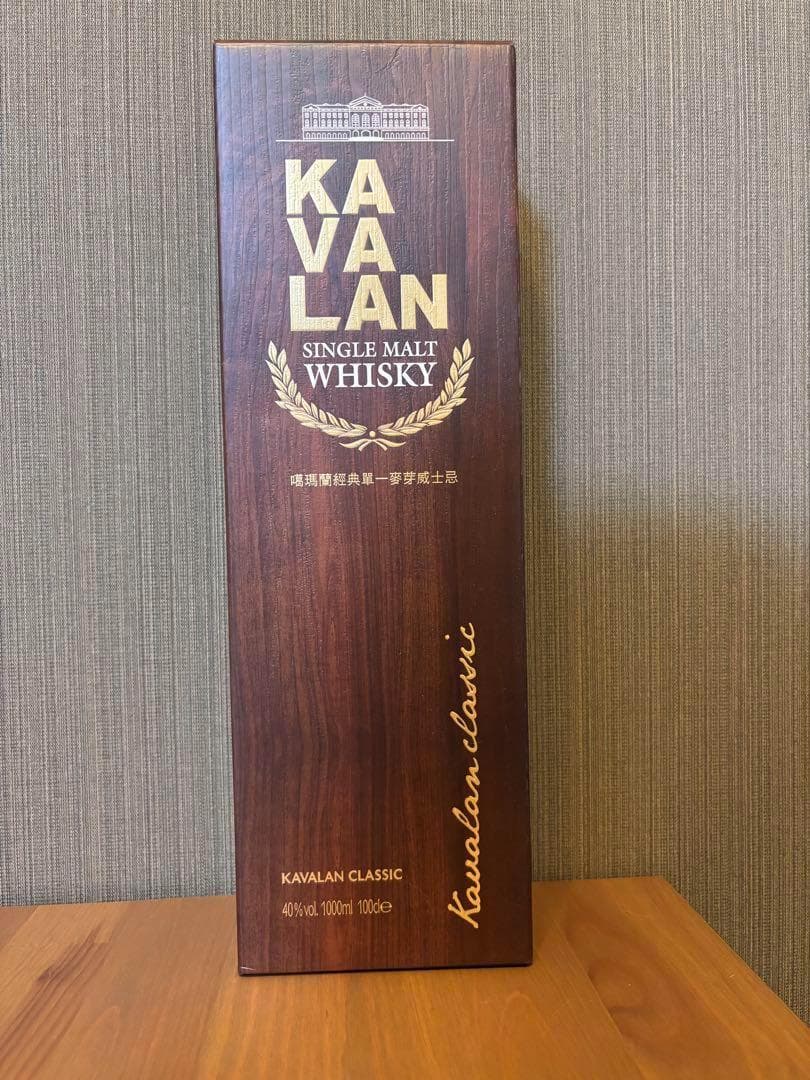 KA
VA
LAN
SINGLE MALT
WHISKY
噶瑪蘭經典單一麥芽威士忌
Kavalan classic
KAVALAN CLASSIC
40%vol. 1000ml 100cl℮